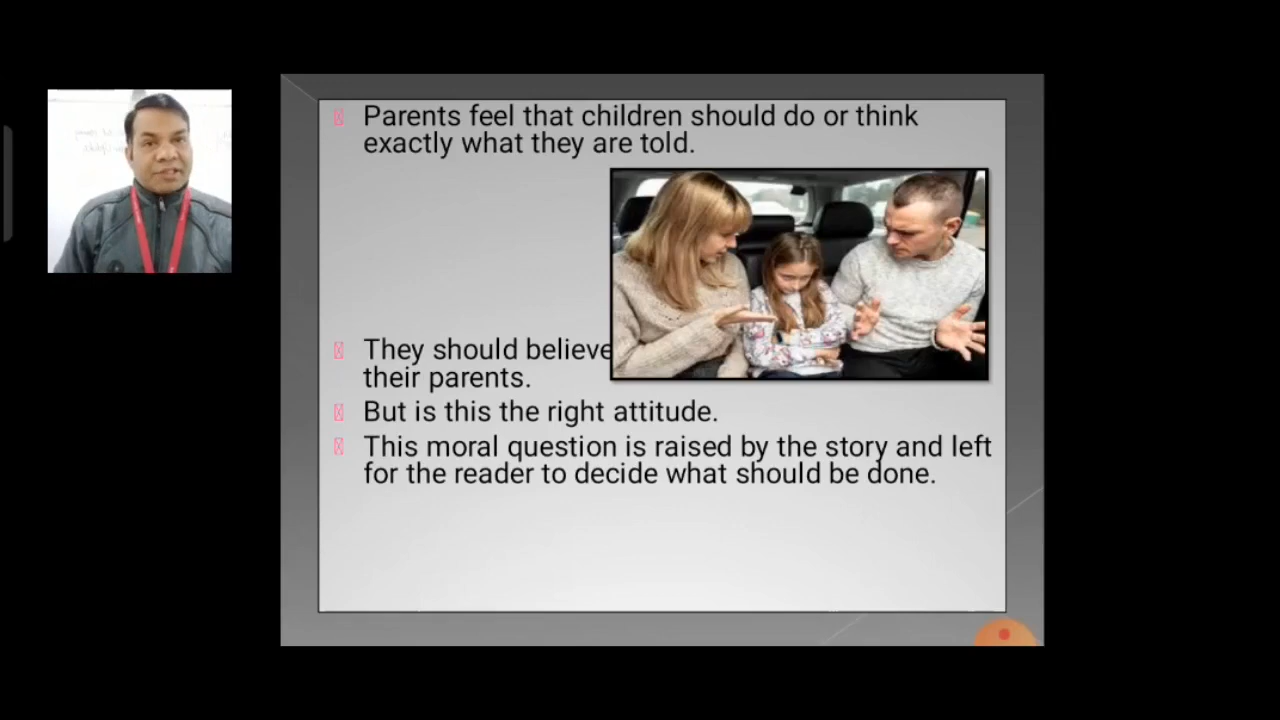 Parents feel that children should do or think
exactly what they are told.
They should believe
their parents.
But is this the right attitude.
This moral question is raised by the story and left
for the reader to decide what should be done.